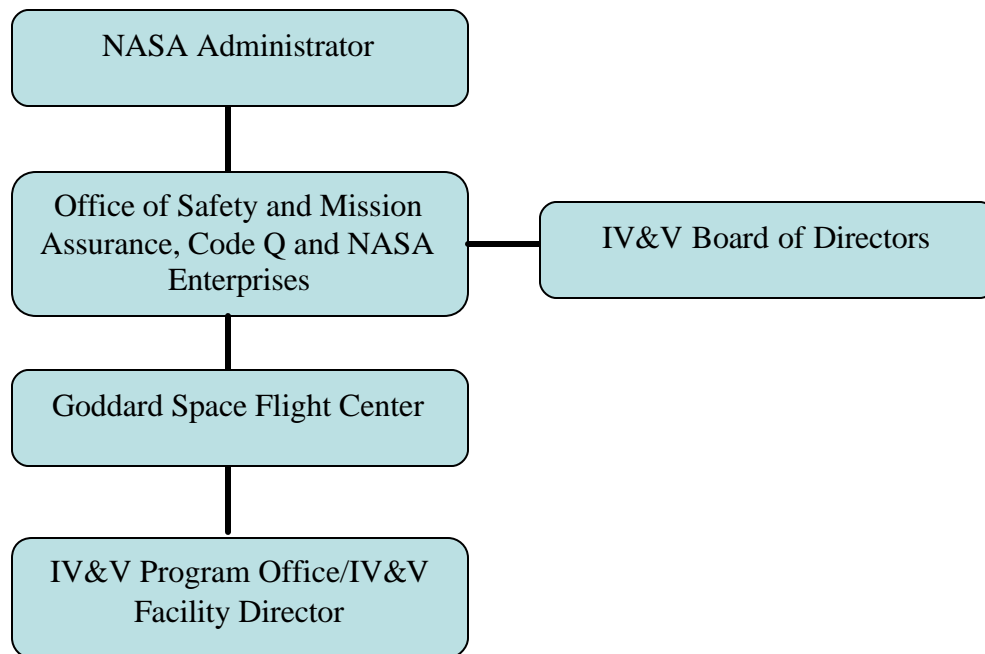 NASA Administrator
Office of Safety and Mission
Assurance, Code Q and NASA
Enterprises
IV&V Board of Directors
Goddard Space Flight Center
IV&V Program Office/IV&V
Facility Director